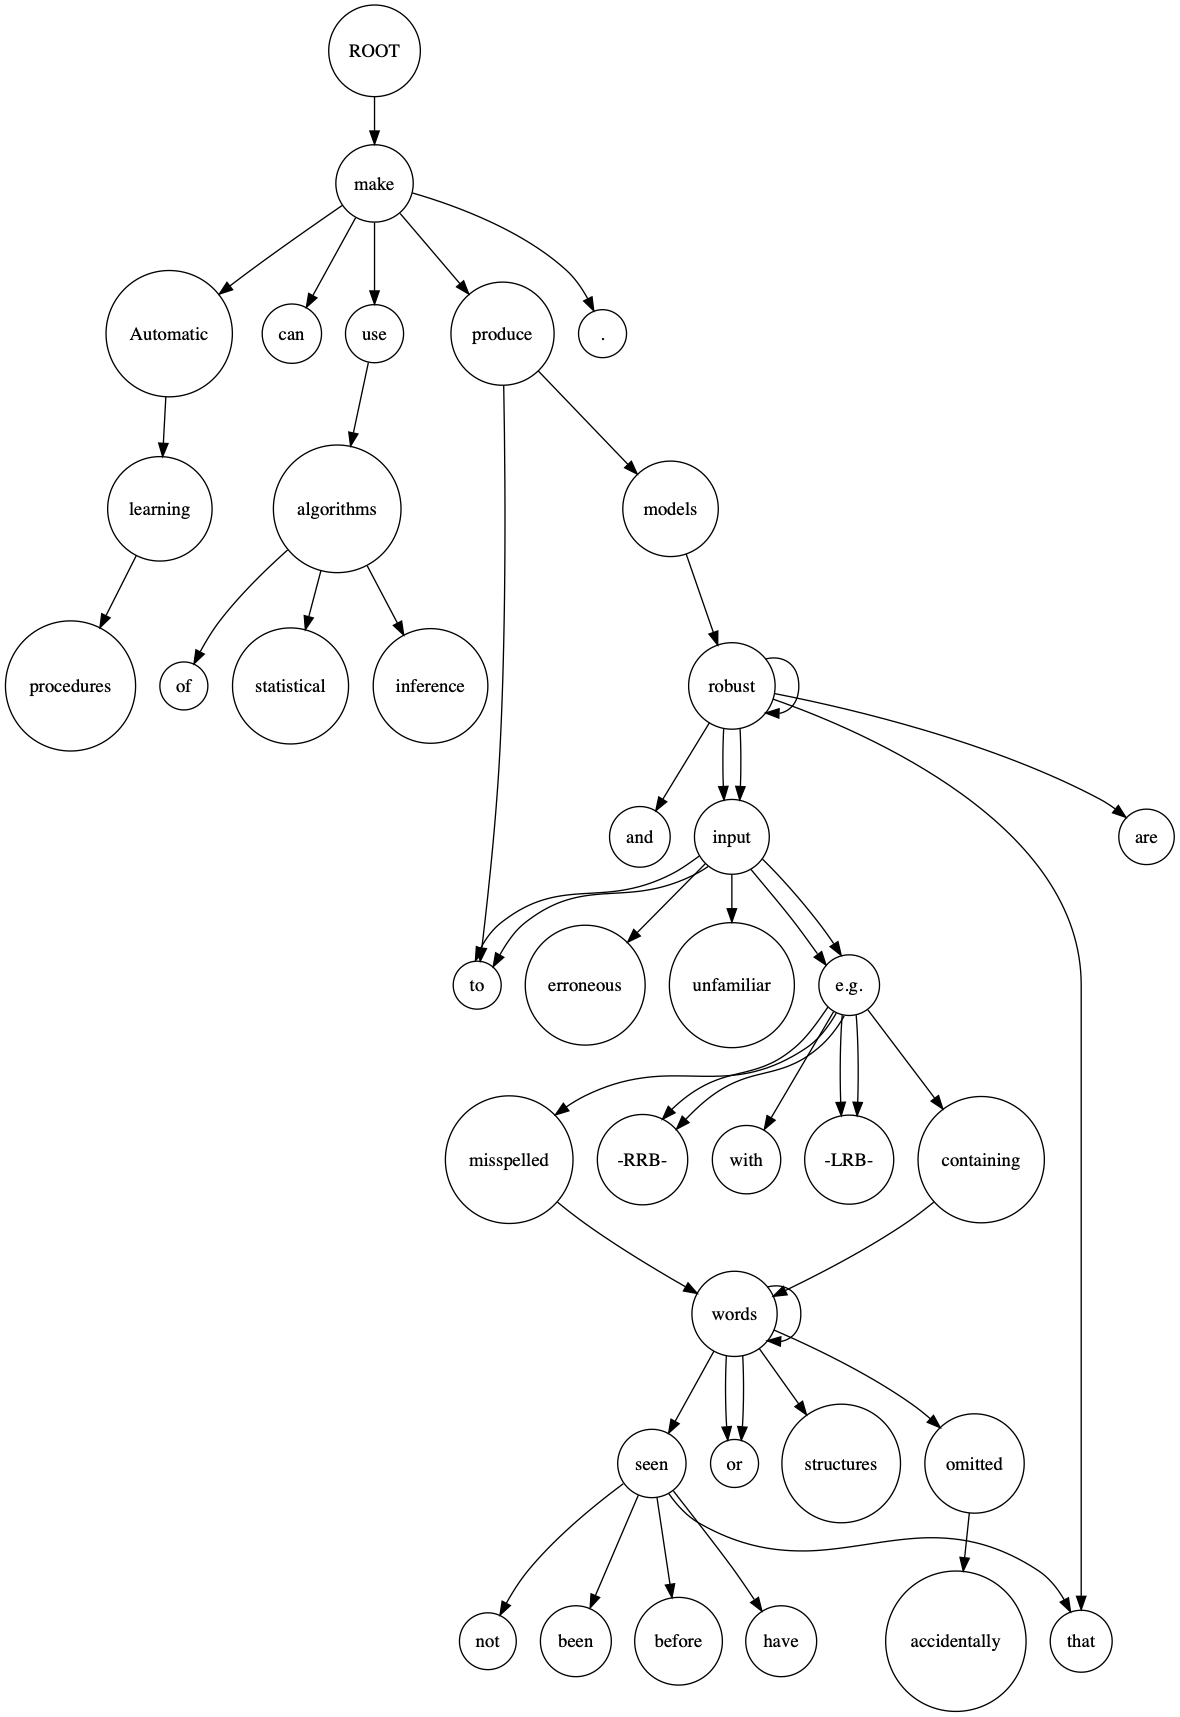 ROOT
make
Automatic
can
use
produce
.
learning
algorithms
models
procedures
of
statistical
inference
robust
and
input
are
to
erroneous
unfamiliar
e.g.
misspelled
-RRB-
with
-LRB-
containing
words
seen
or
structures
omitted
not
been
before
have
accidentally
that